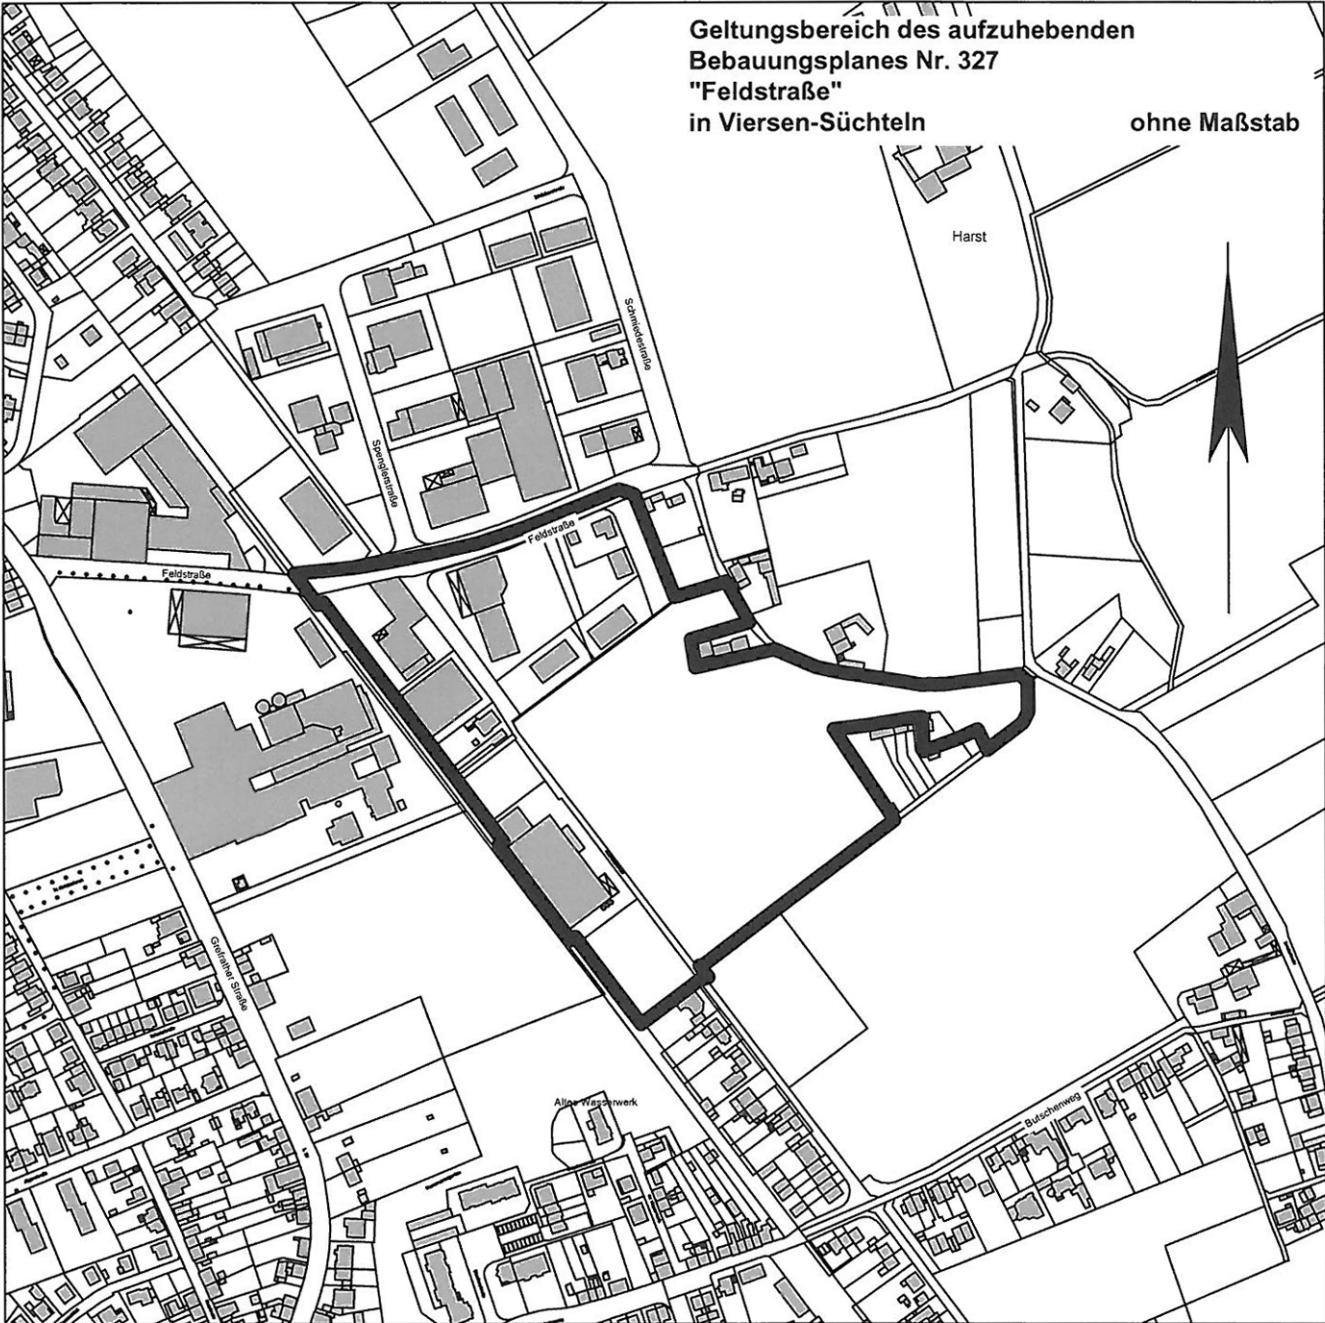 Geltungsbereich des aufzuhebenden
Bebauungsplanes Nr. 327
"Feldstraße"
in Viersen-Süchteln
ohne Maßstab
Harst
Schmiedestraße
Spenglerstraße
Feldstraße
Feldstraße
Grefrather Straße
Altes Wasserwerk
Butschenweg